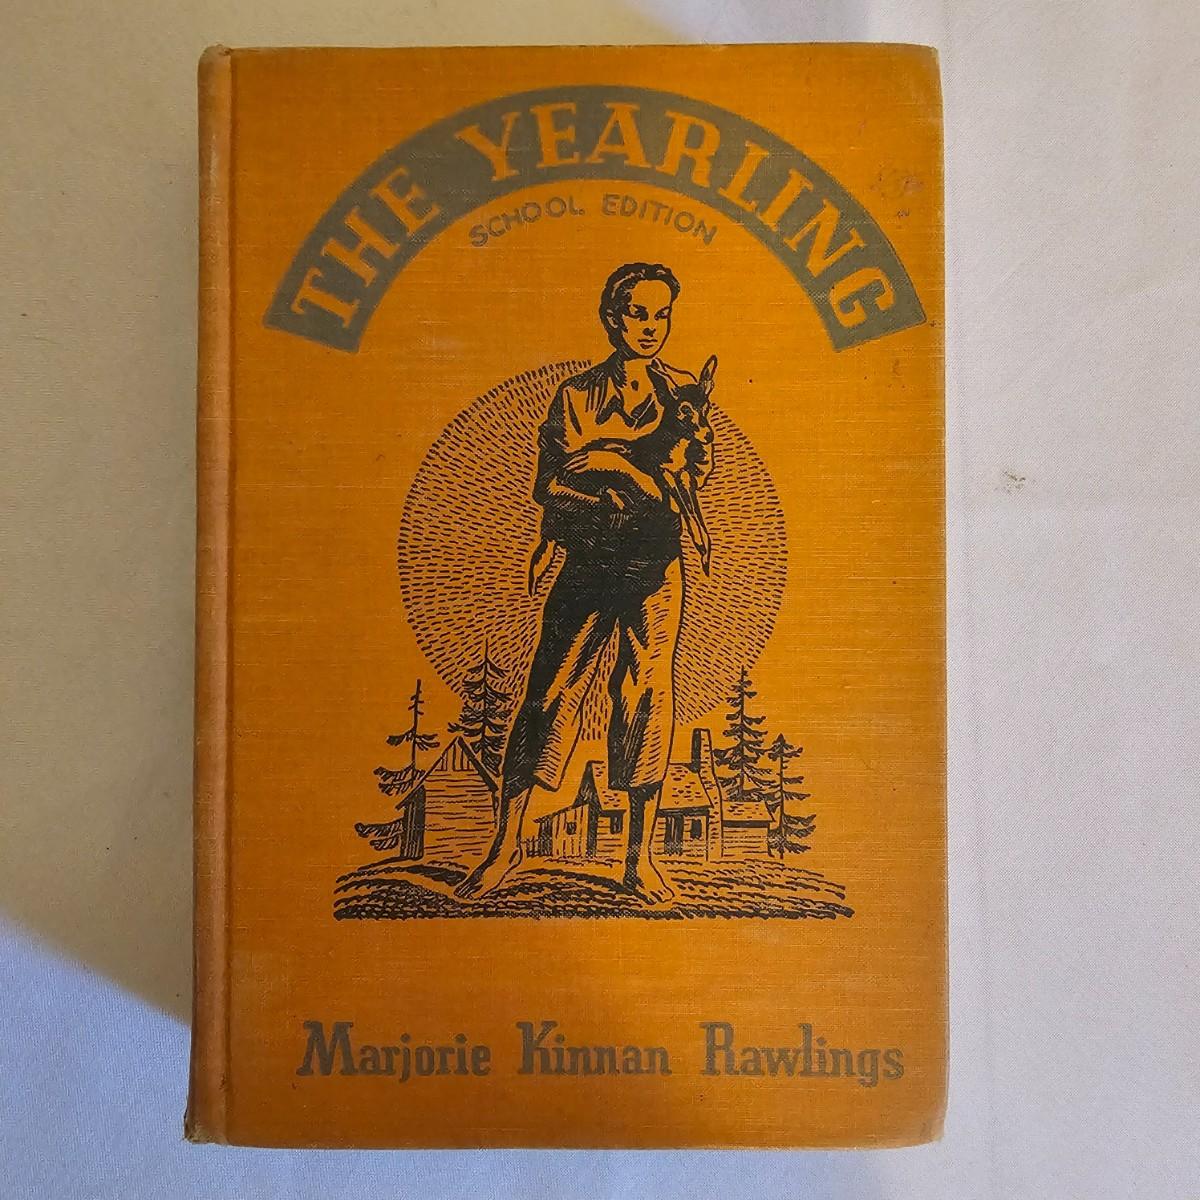 THE YEARLING
SCHOOL EDITION
Marjorie Kinnan Rawlings